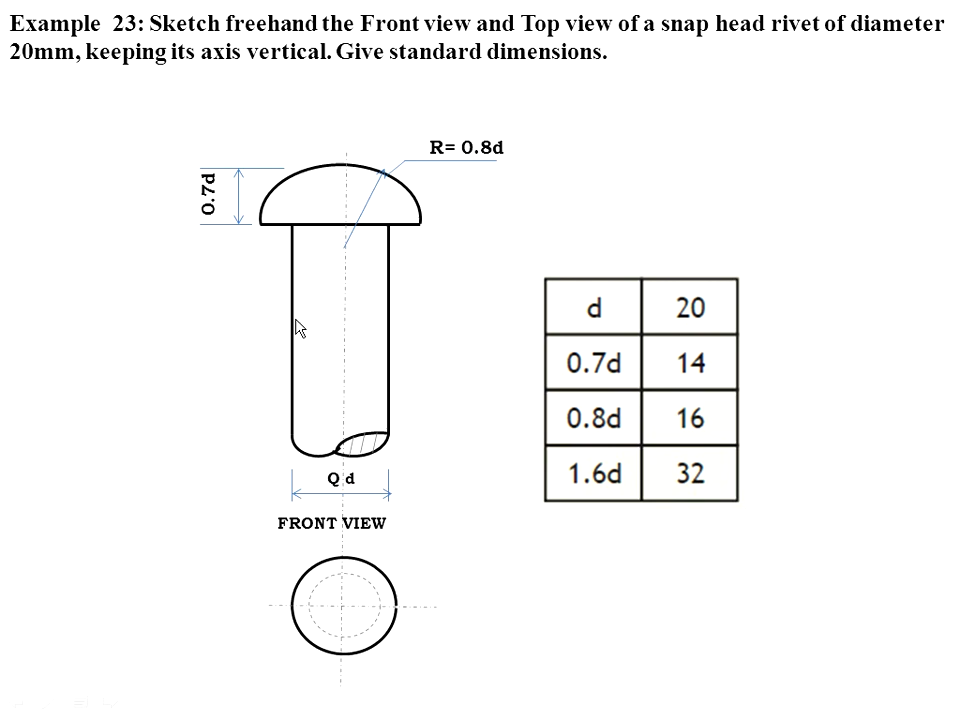 Example 23: Sketch freehand the Front view and Top view of a snap head rivet of diameter
20mm, keeping its axis vertical. Give standard dimensions.
R= 0.8d
0.7d
d 20
0.7d 14
0.8d 16
1.6d 32
Q d
FRONT VIEW